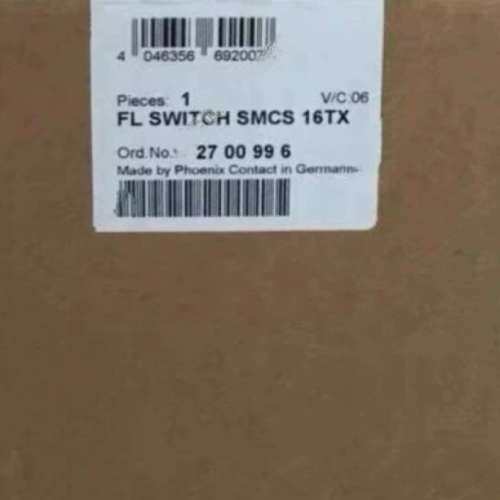 4 046356
Pieces: 1 V/C.06
FL SWITCH SMCS 16TX
Ord.No.: 27 00 99 6
Made by Phoenix Contact in